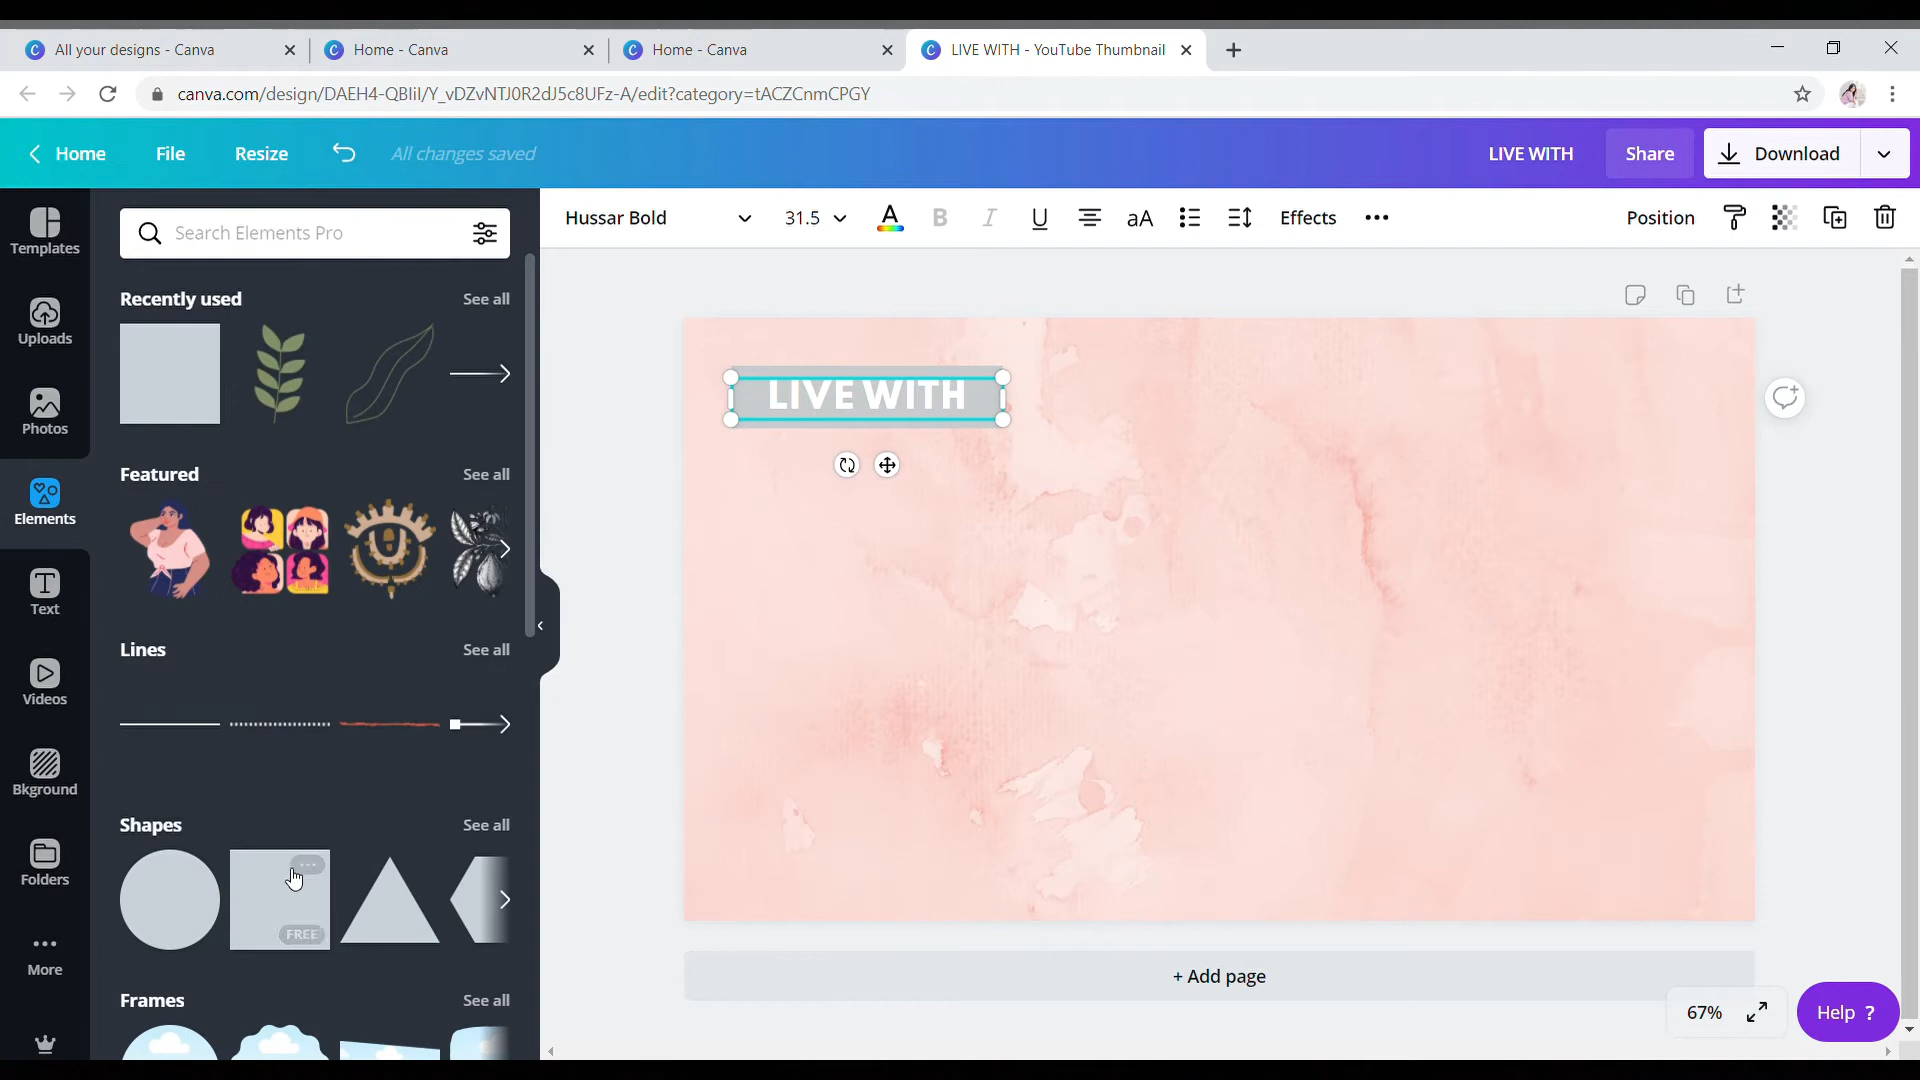 All your designs - Canva
Home - Canva
Home - Canva
LIVE WITH - YouTube Thumbnail
canva.com/design/DAEH4-QBliI/Y_vDZvNTJ0R2dJ5c8UFz-A/edit?category=tACZCnmCPGY
Home
File
Resize
All changes saved
LIVE WITH
Share
Download
Templates
Uploads
Photos
Elements
Text
Videos
Bkground
Folders
More
Search Elements Pro
Recently used
See all
Featured
See all
Lines
See all
Shapes
See all
FREE
Frames
See all
Hussar Bold
31.5
A
B
I
U
aA
Effects
Position
LIVE WITH
+ Add page
67%
Help ?